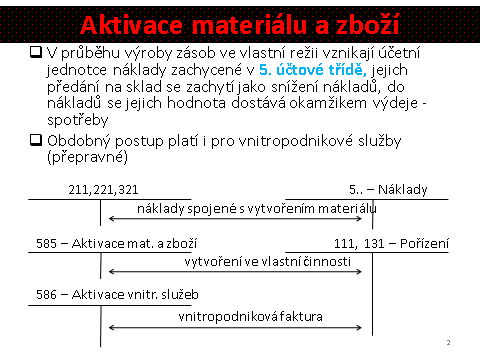 Aktivace materiálu a zboží
❑ V průběhu výroby zásob ve vlastní režii vznikají účetní
jednotce náklady zachycené v 5. účtové třídě, jejich
předání na sklad se zachytí jako snížení nákladů, do
nákladů se jejich hodnota dostává okamžikem výdeje -
spotřeby
❑ Obdobný postup platí i pro vnitropodnikové služby
(přepravné)
211,221,321 5.. – Náklady
náklady spojené s vytvořením materiálu
585 – Aktivace mat. a zboží 111, 131 – Pořízení
vytvoření ve vlastní činnosti
586 – Aktivace vnitr. služeb
vnitropodniková faktura
2